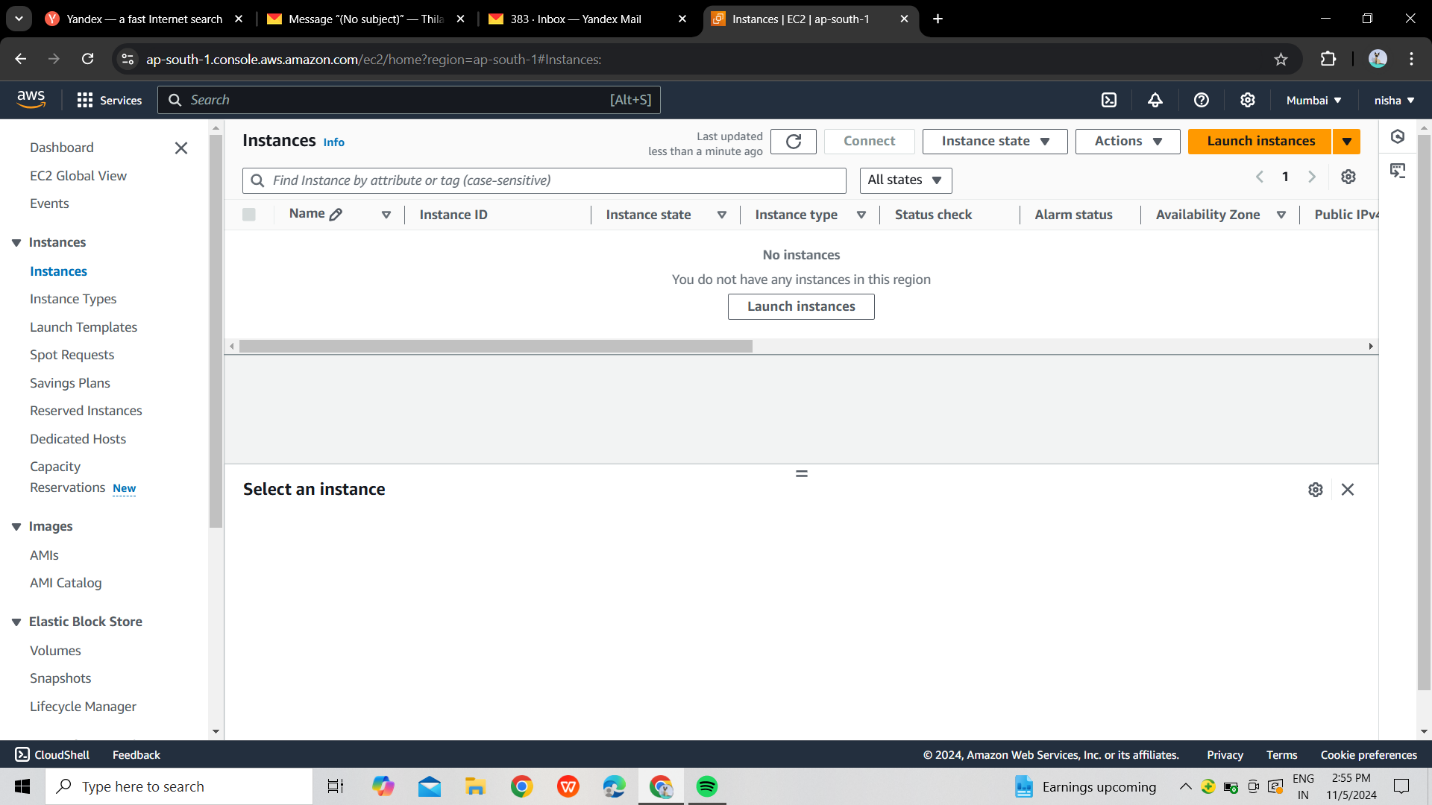 Yandex — a fast Internet search
Message "(No subject)" — Thila
383 · Inbox — Yandex Mail
Instances | EC2 | ap-south-1
ap-south-1.console.aws.amazon.com/ec2/home?region=ap-south-1#Instances:
aws
Services
Search
[Alt+S]
Mumbai
nisha
Dashboard
EC2 Global View
Events
Instances
Instances
Instance Types
Launch Templates
Spot Requests
Savings Plans
Reserved Instances
Dedicated Hosts
Capacity
Reservations New
Images
AMIs
AMI Catalog
Elastic Block Store
Volumes
Snapshots
Lifecycle Manager
Instances Info
Last updated
less than a minute ago
Connect
Instance state
Actions
Launch instances
Find Instance by attribute or tag (case-sensitive)
All states
1
Name
Instance ID
Instance state
Instance type
Status check
Alarm status
Availability Zone
Public IPv4
No instances
You do not have any instances in this region
Launch instances
Select an instance
CloudShell
Feedback
© 2024, Amazon Web Services, Inc. or its affiliates.
Privacy
Terms
Cookie preferences
Type here to search
Earnings upcoming
ENG
IN
2:55 PM
11/5/2024